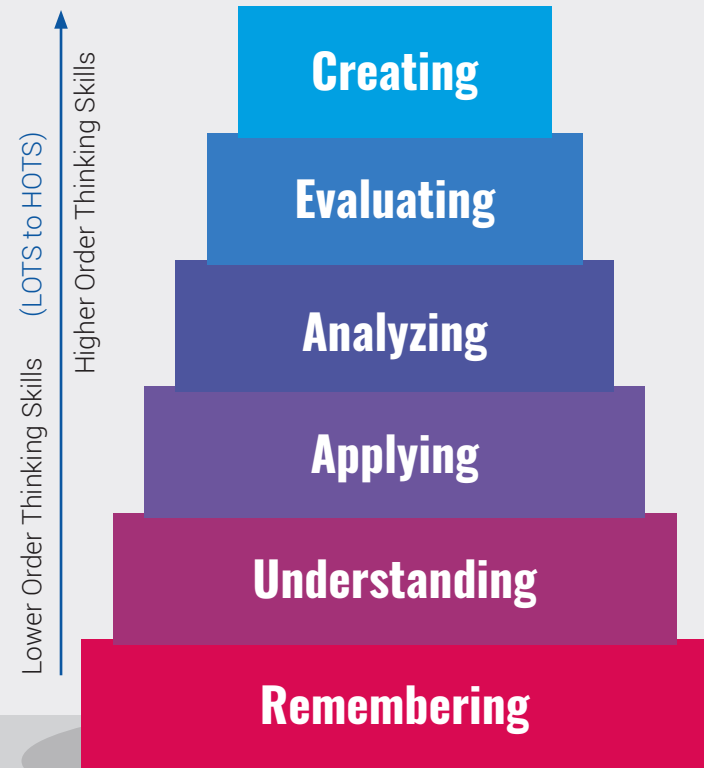 Creating
Evaluating
Analyzing
Applying
Understanding
Remembering
Lower Order Thinking Skills (LOTS to HOTS)
Higher Order Thinking Skills